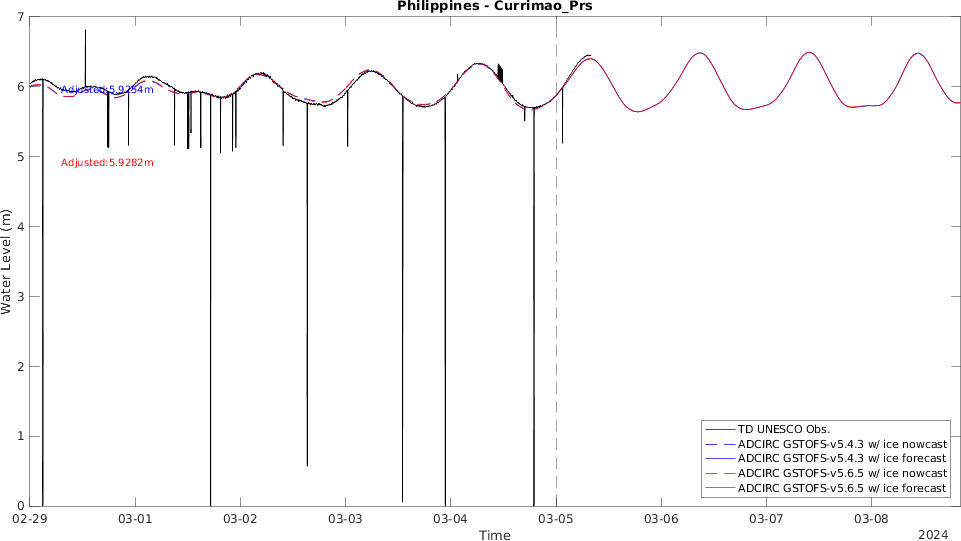 Philippines - Currimao_Prs
7
6
5
4
3
2
1
0
Water Level (m)
Adjusted:5.9254m
Adjusted:5.9282m
TD UNESCO Obs.
ADCIRC GSTOFS-v5.4.3 w/ ice nowcast
ADCIRC GSTOFS-v5.4.3 w/ ice forecast
ADCIRC GSTOFS-v5.6.5 w/ ice nowcast
ADCIRC GSTOFS-v5.6.5 w/ ice forecast
02-29 03-01 03-02 03-03 03-04 03-05 03-06 03-07 03-08
Time
2024